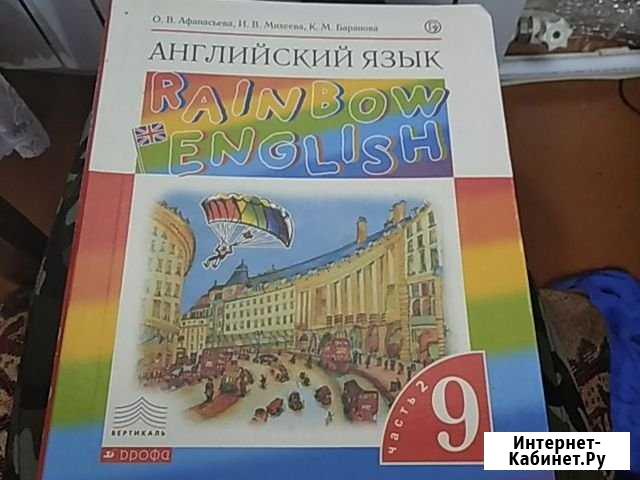 О. В. Афанасьева, И. В. Михеева, К. М. Баранова
АНГЛИЙСКИЙ ЯЗЫК
RAINBOW
ENGLISH
часть 2
9
ВЕРТИКАЛЬ
ДРОФА
Интернет-
Кабинет.Ру